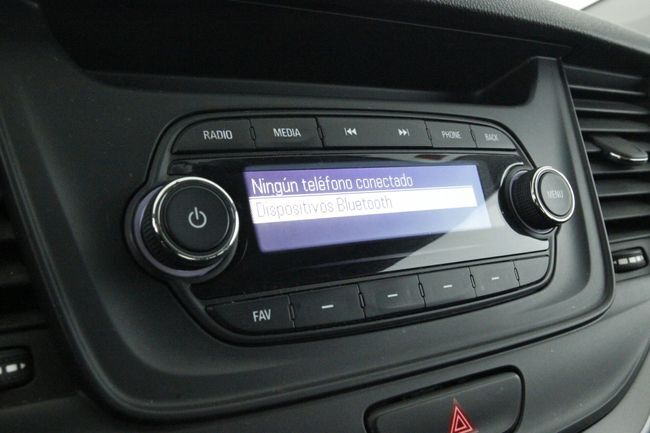 RADIO MEDIA PHONE BACK
Ningún teléfono conectado
Dispositivos Bluetooth
MENU
FAV